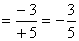 = -3/+5 = -3/5